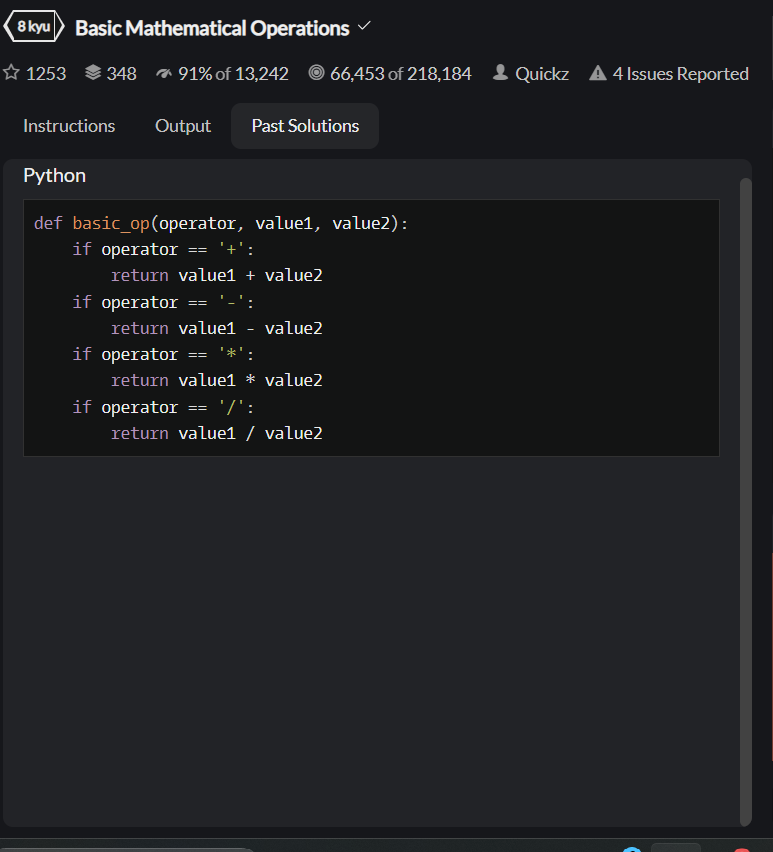 8 kyu Basic Mathematical Operations
1253 348 91% of 13,242 66,453 of 218,184 Quickz 4 Issues Reported
Instructions Output Past Solutions
Python
def basic_op(operator, value1, value2):
    if operator == '+':
        return value1 + value2
    if operator == '-':
        return value1 - value2
    if operator == '*':
        return value1 * value2
    if operator == '/':
        return value1 / value2